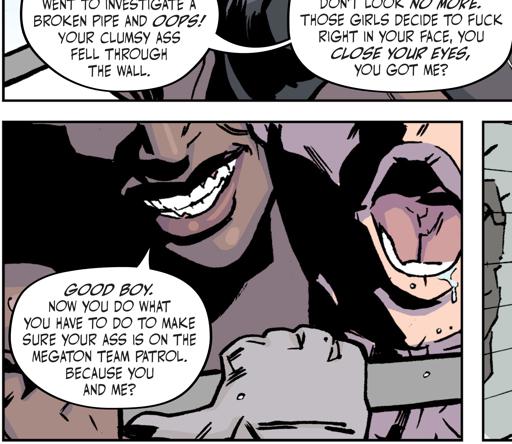 WENT TO INVESTIGATE A
BROKEN PIPE AND OOPS!
YOUR CLUMSY ASS
FELL THROUGH
THE WALL.
DON'T LOOK NO MORE.
THOSE GIRLS DECIDE TO FUCK
RIGHT IN YOUR FACE, YOU
CLOSE YOUR EYES,
YOU GOT ME?
GOOD BOY.
NOW YOU DO WHAT
YOU HAVE TO DO TO MAKE
SURE YOUR ASS IS ON THE
MEGATON TEAM PATROL.
BECAUSE YOU
AND ME?